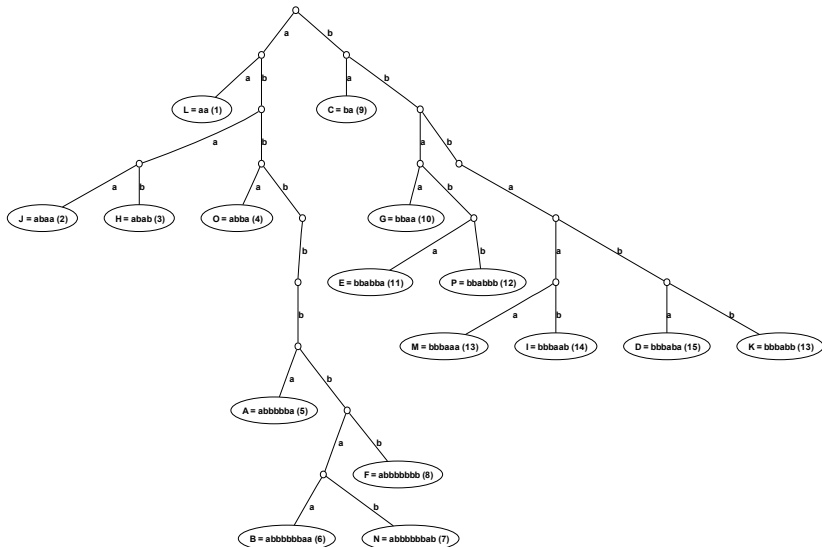 a b
a b a b
L = aa (1) C = ba (9)
a b a b
a b a b a b a
J = abaa (2) H = abab (3) O = abba (4) G = bbaa (10)
b a b a b
E = bbabba (11) P = bbabbb (12)
b a b a b
M = bbbaaa (13) I = bbbaab (14) D = bbbaba (15) K = bbbabb (13)
a b
A = abbbbba (5)
a b
F = abbbbbbb (8)
a b
B = abbbbbbaa (6) N = abbbbbbab (7)